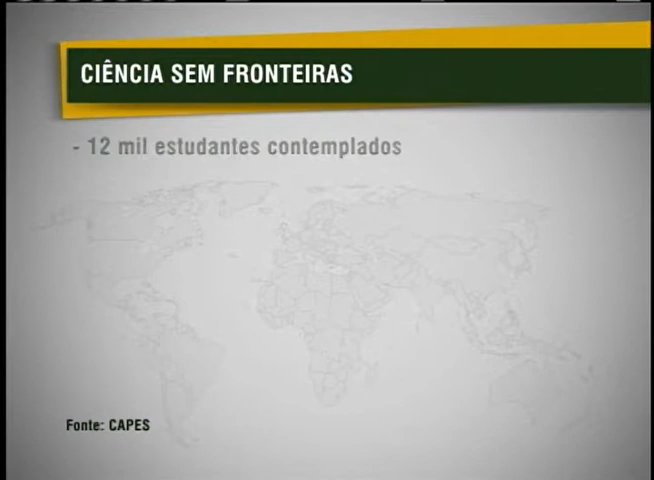 CIÊNCIA SEM FRONTEIRAS
- 12 mil estudantes contemplados
Fonte: CAPES